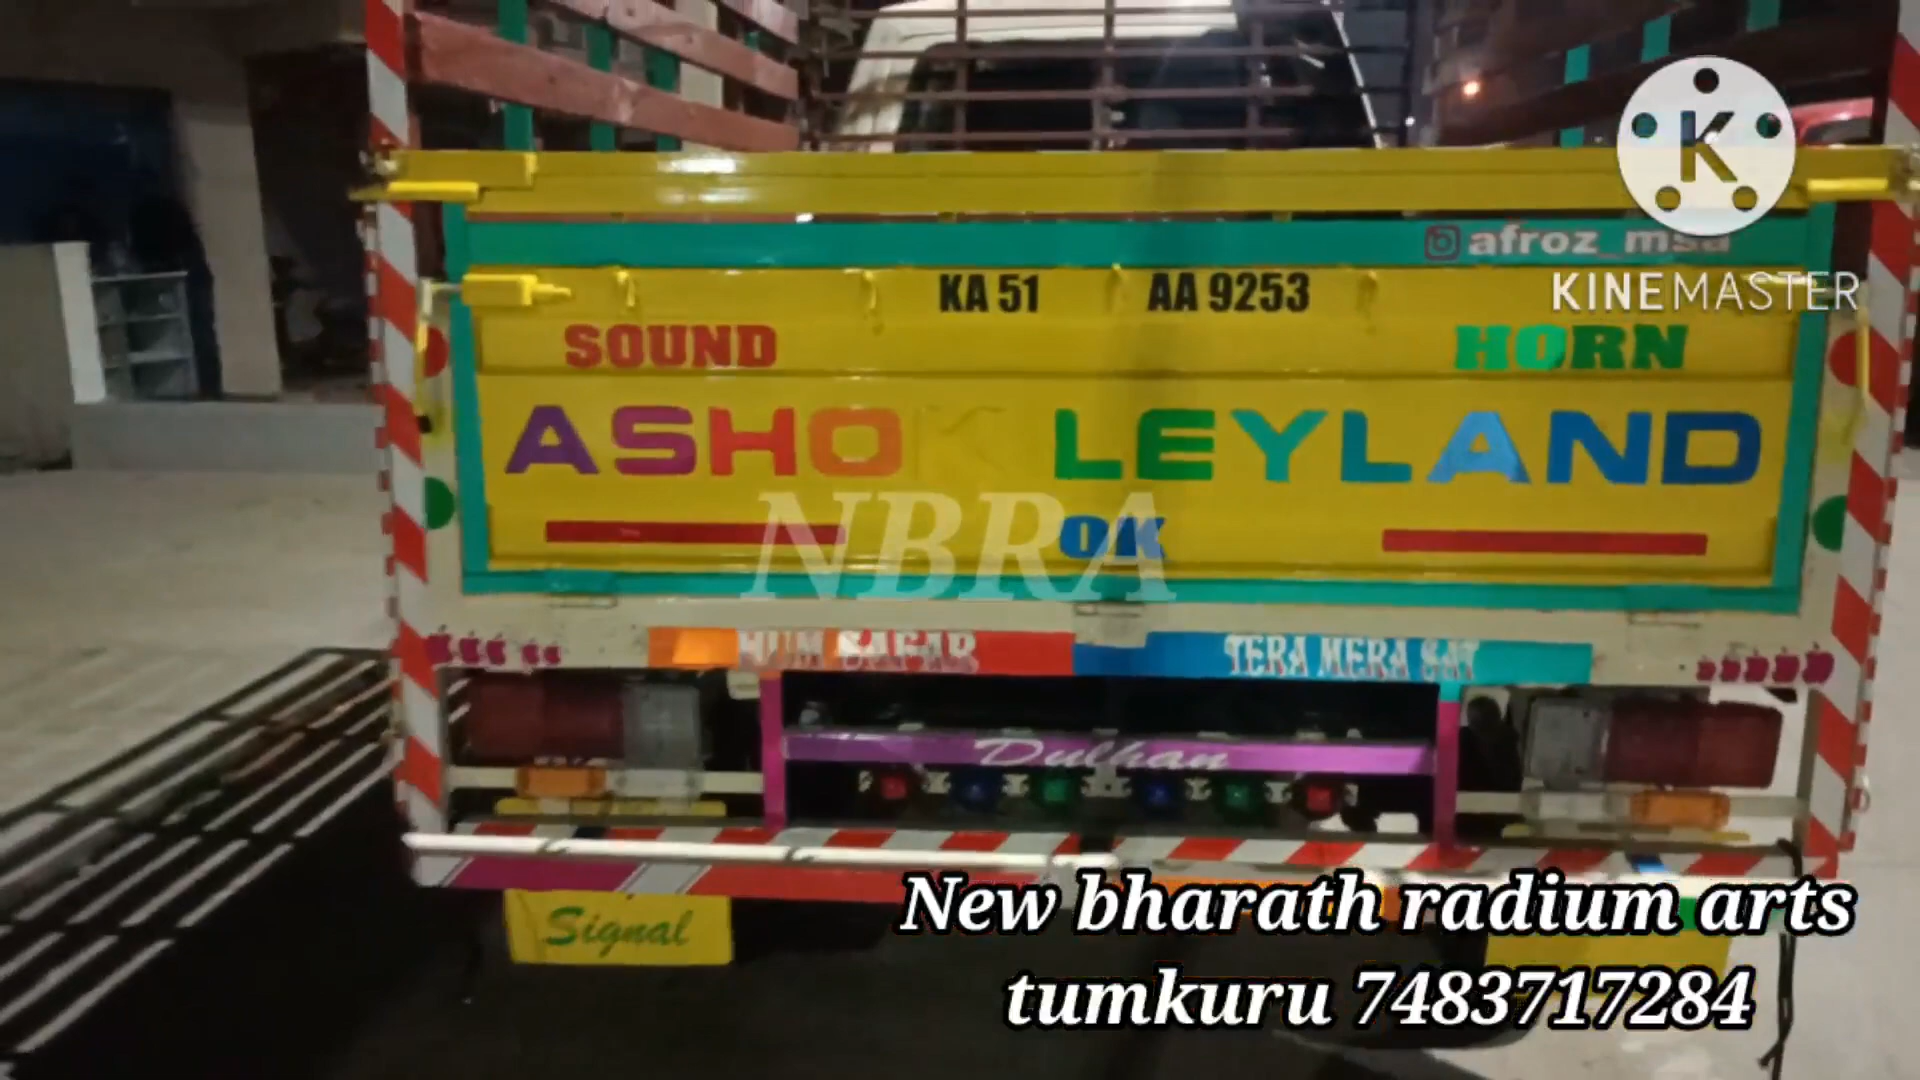 K
KINEMASTER
afroz_msd
KA 51 AA 9253
SOUND HORN
ASHOK LEYLAND
OK
NBRA
HUM SAFAR TERA MERA SAT
Dulhan
Signal
New bharath radium arts
tumkuru 7483717284